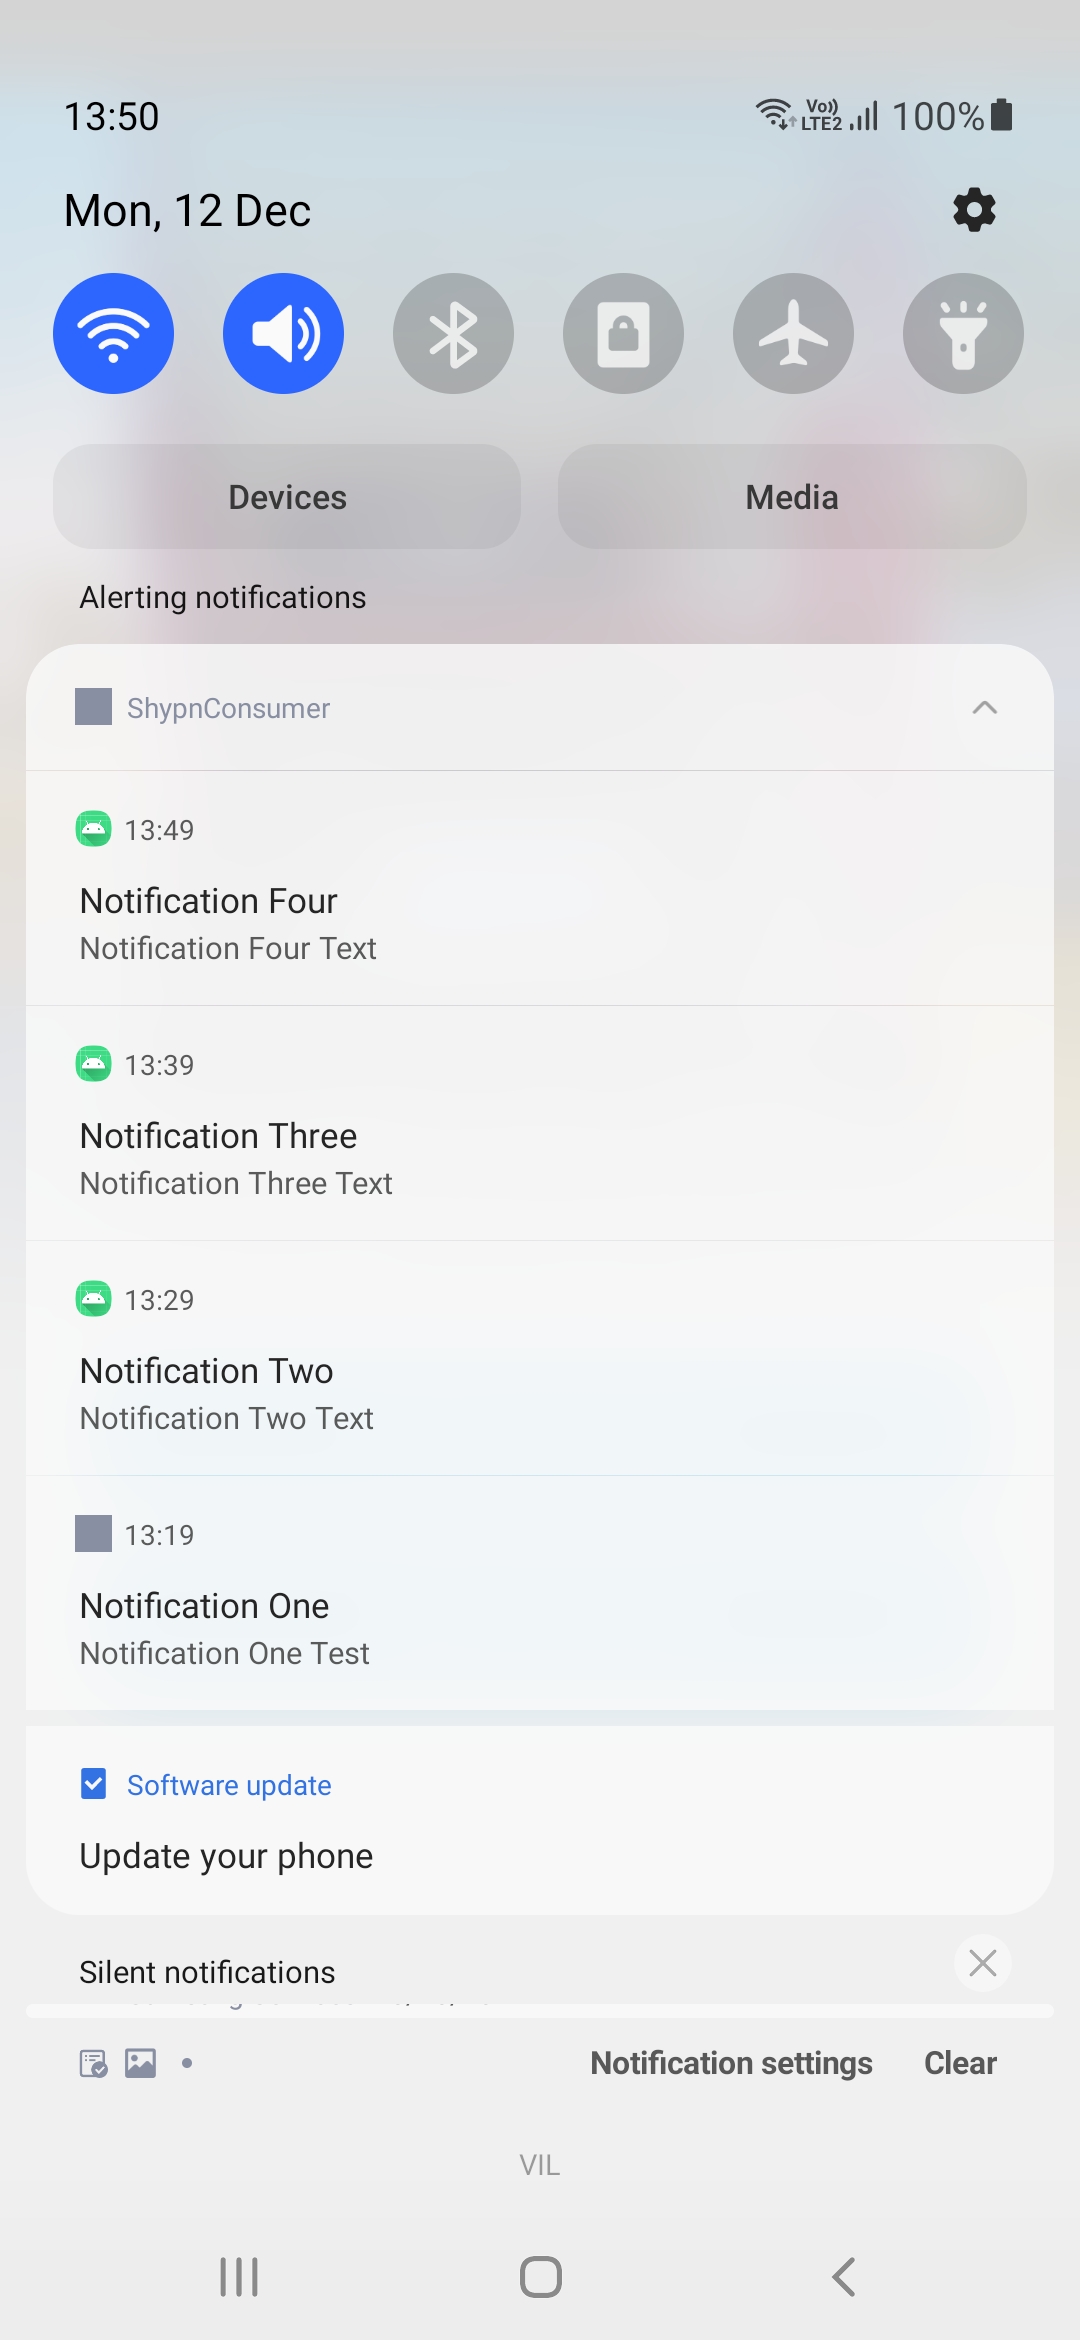 13:50
Vo)) LTE2 100%
Mon, 12 Dec
Devices
Media
Alerting notifications
ShypnConsumer
13:49
Notification Four
Notification Four Text
13:39
Notification Three
Notification Three Text
13:29
Notification Two
Notification Two Text
13:19
Notification One
Notification One Test
Software update
Update your phone
Silent notifications
Notification settings
Clear
VIL